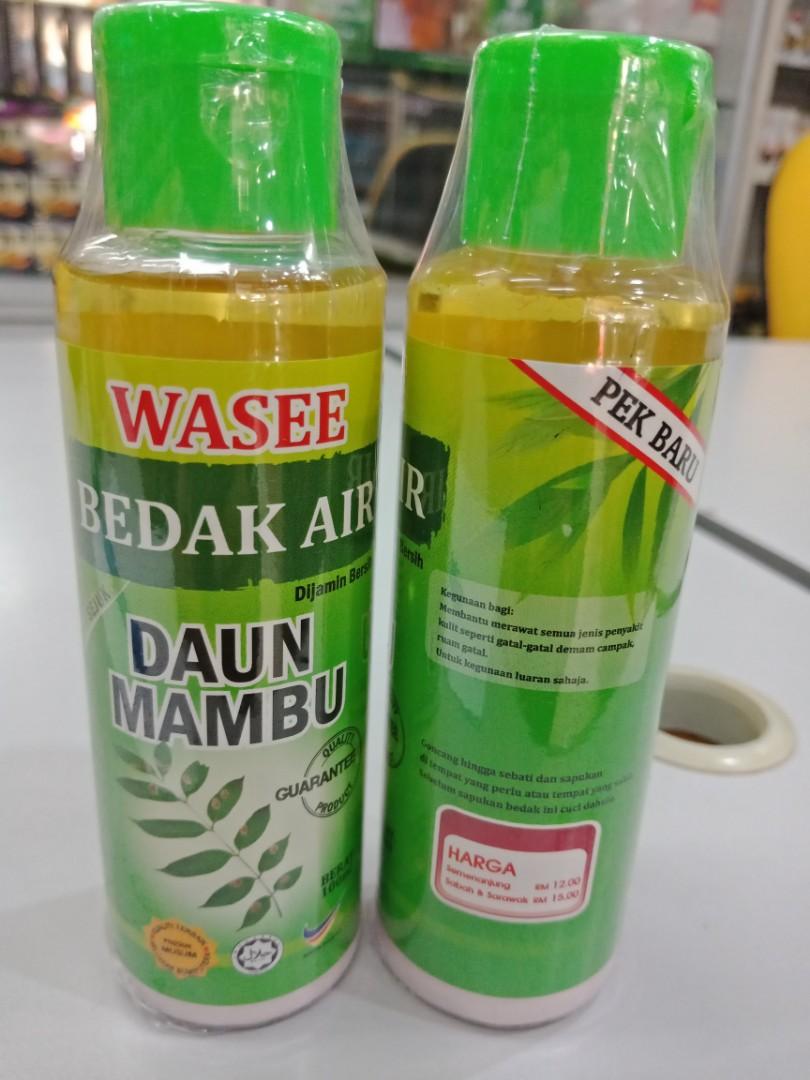 WASEE
BEDAK AIR
Dijamin Bersih
SEJUK
DAUN
MAMBU
QUALITY
GUARANTEE
PRODUST
MUSLIM
PEK BARU
IR
Bersih
Kegunaan bagi:
Membantu merawat semua jenis penyakit
kulit seperti gatal-gatal demam campak,
ruam gatal.
Untuk kegunaan luaran sahaja.
Goncang hingga sebati dan sapukan
di tempat yang perlu atau tempat yang
Sebelum sapukan bedak ini cuci dahulu.
HARGA
Semenanjung RM 12.00
Sabah & Sarawak RM 15.00